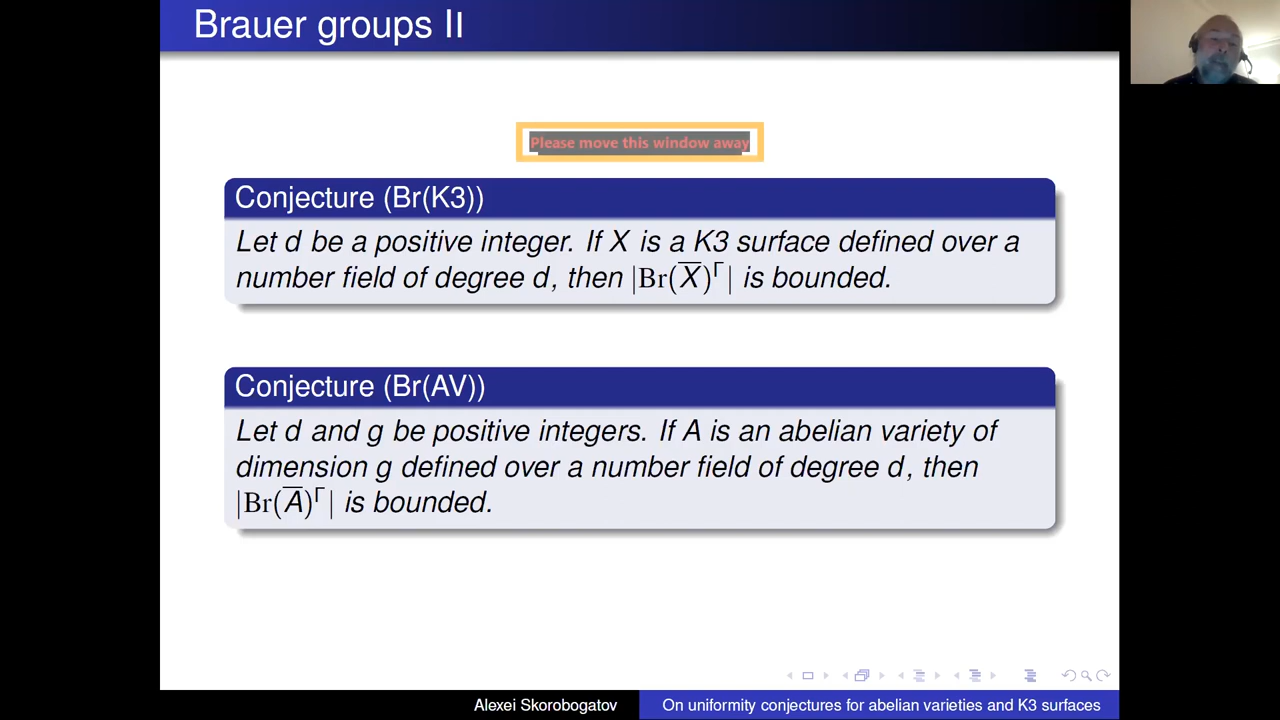 Brauer groups II
Please move this window away
Conjecture (Br(K3))
Let d be a positive integer. If X is a K3 surface defined over a
number field of degree d, then |Br(X̅)^Γ| is bounded.
Conjecture (Br(AV))
Let d and g be positive integers. If A is an abelian variety of
dimension g defined over a number field of degree d, then
|Br(A̅)^Γ| is bounded.
Alexei Skorobogatov
On uniformity conjectures for abelian varieties and K3 surfaces